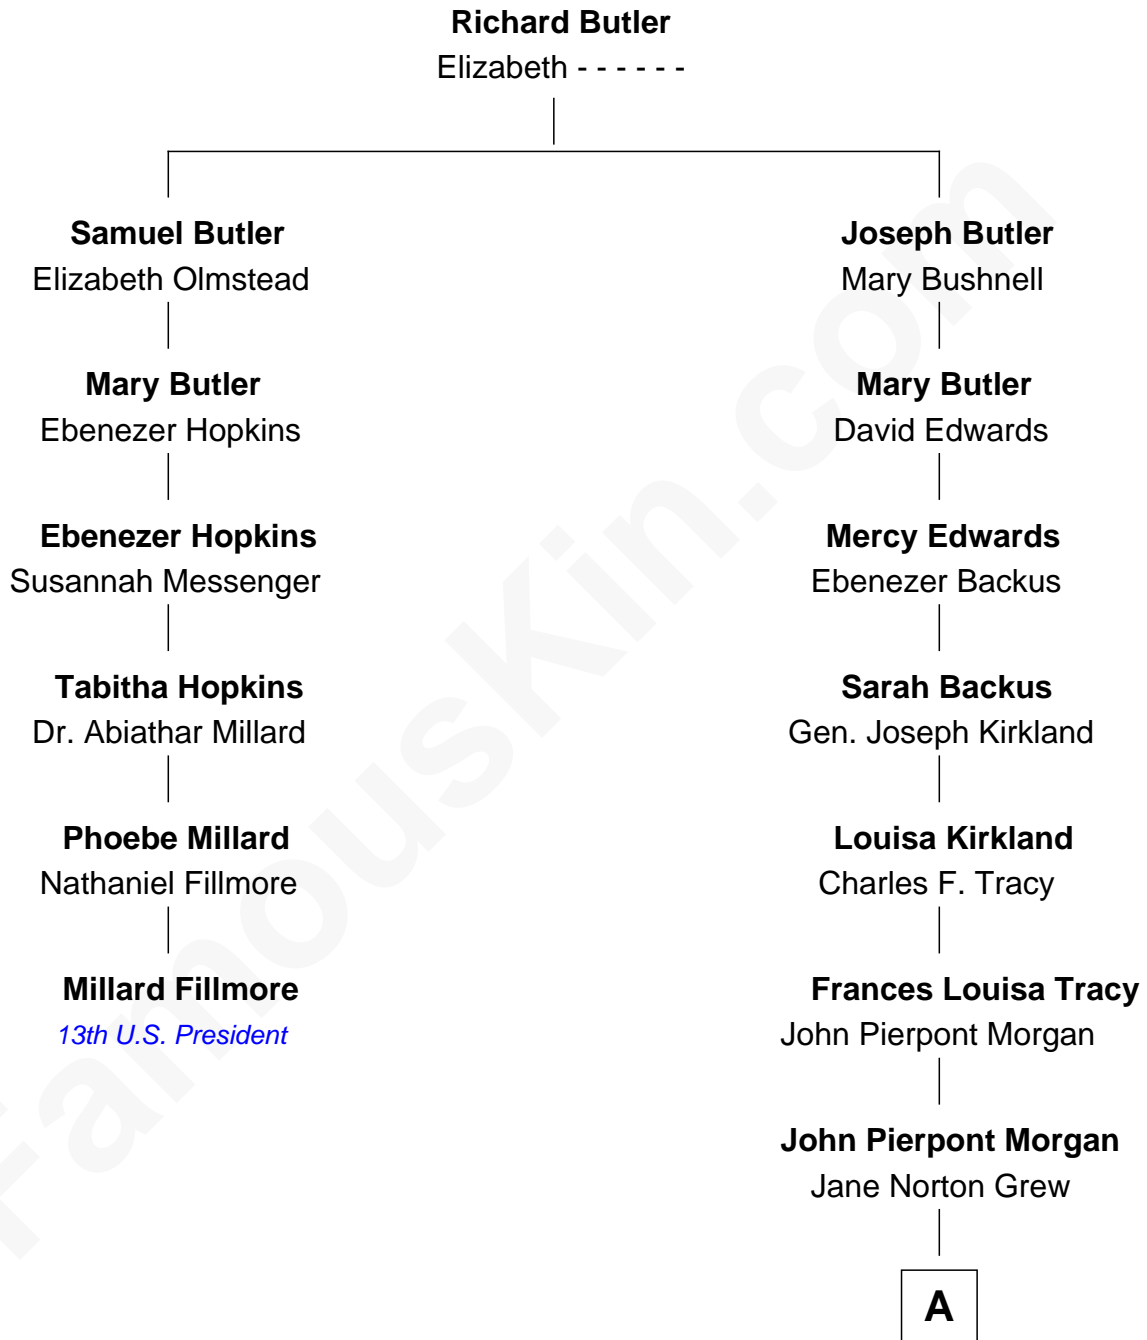 Richard Butler
Elizabeth - - - - - -
Samuel Butler
Elizabeth Olmstead
Joseph Butler
Mary Bushnell
Mary Butler
Ebenezer Hopkins
Mary Butler
David Edwards
Ebenezer Hopkins
Susannah Messenger
Mercy Edwards
Ebenezer Backus
Tabitha Hopkins
Dr. Abiathar Millard
Sarah Backus
Gen. Joseph Kirkland
Phoebe Millard
Nathaniel Fillmore
Louisa Kirkland
Charles F. Tracy
Millard Fillmore
13th U.S. President
Frances Louisa Tracy
John Pierpont Morgan
John Pierpont Morgan
Jane Norton Grew
A
FamousKin.com